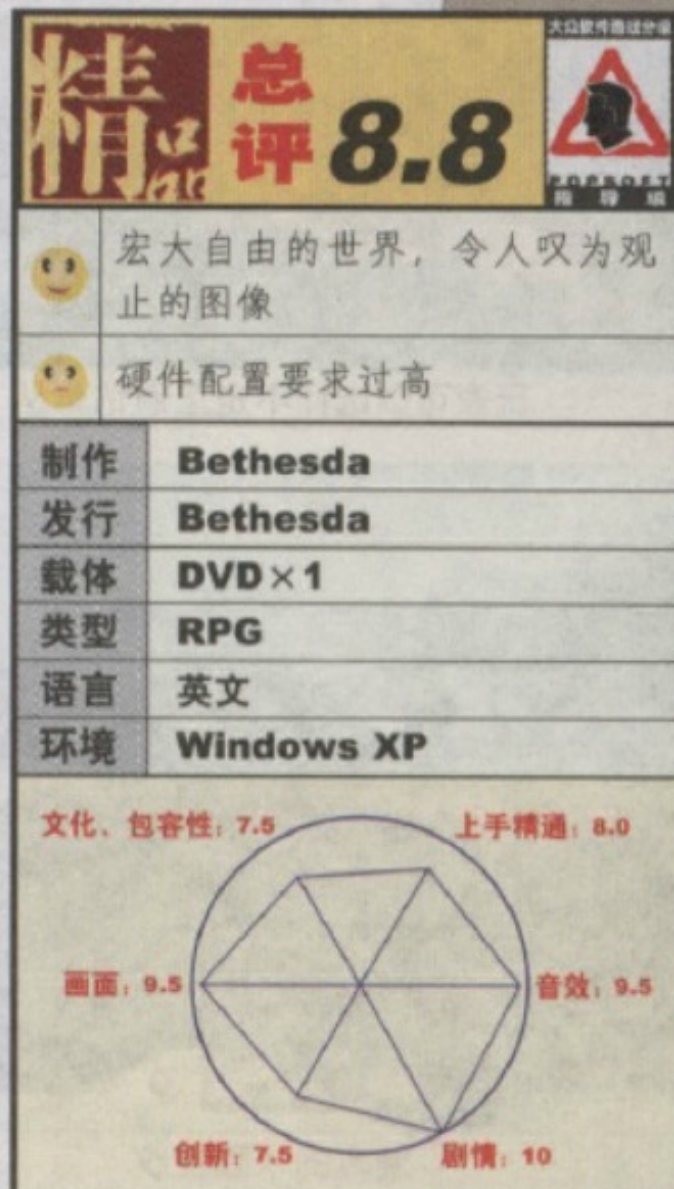 精品
总评 8.8
大众软件面试分级
POPSOFT
指导级
宏大自由的世界，令人叹为观
止的图像
硬件配置要求过高
制作 Bethesda
发行 Bethesda
载体 DVD×1
类型 RPG
语言 英文
环境 Windows XP
文化、包容性：7.5 上手精通：8.0
画面：9.5 音效：9.5
创新：7.5 剧情：10